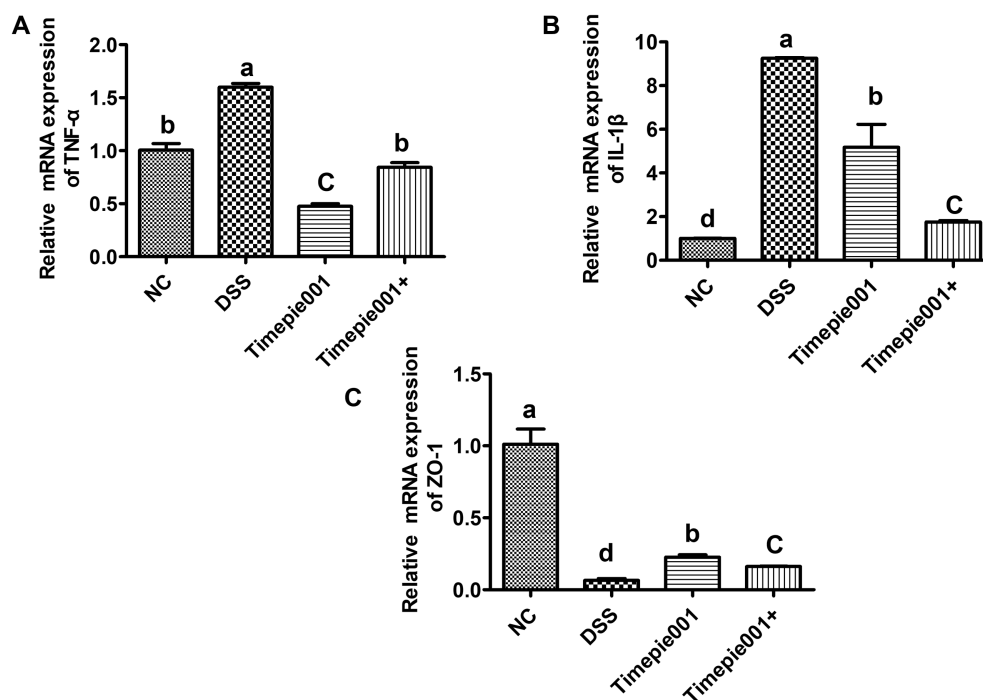 A
Relative mRNA expression
of TNF-α
2.0
1.5
1.0
0.5
0.0
b
a
C
b
NC
DSS
Timepie001
Timepie001+
B
Relative mRNA expression
of IL-1β
10
8
6
4
2
0
d
a
b
C
NC
DSS
Timepie001
Timepie001+
C
Relative mRNA expression
of ZO-1
1.5
1.0
0.5
0.0
a
d
b
C
NC
DSS
Timepie001
Timepie001+